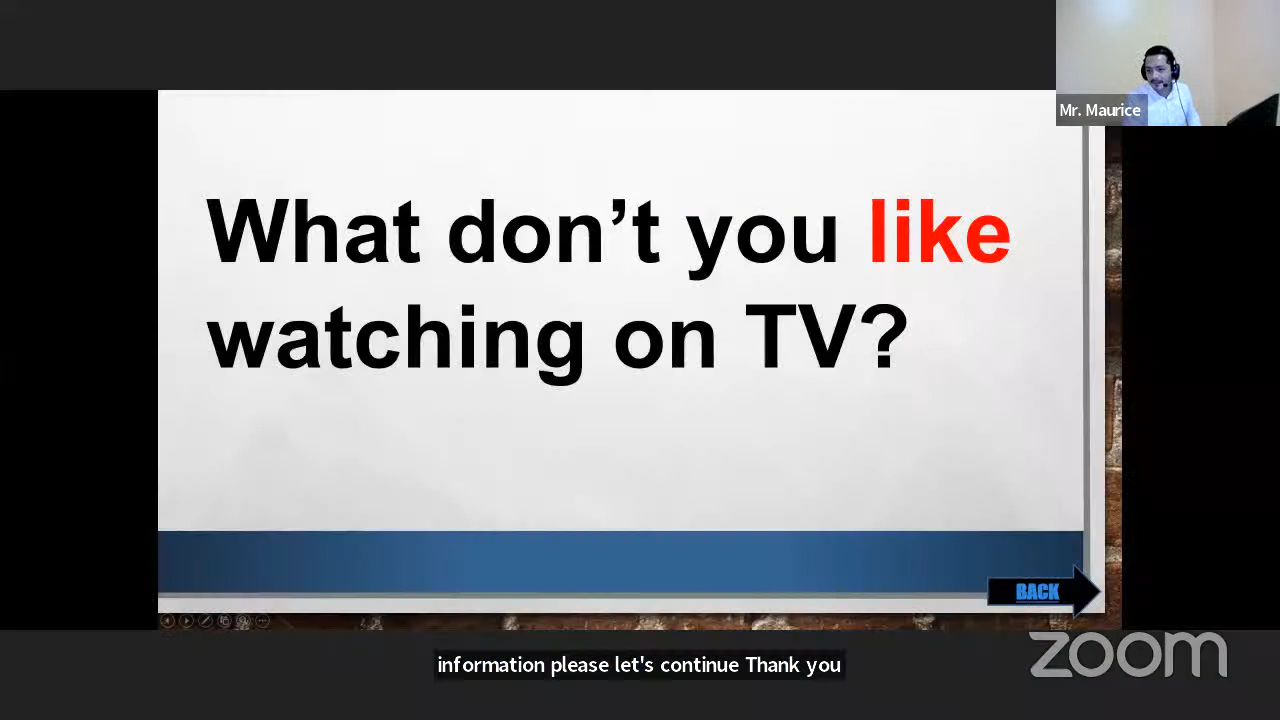 Mr. Maurice
What don’t you like
watching on TV?
BACK
information please let's continue Thank you
zoom